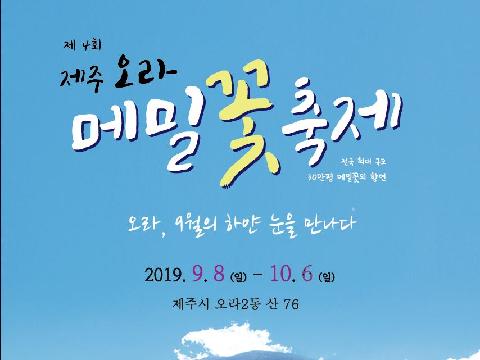 제 4회
제주 오라
메밀꽃 축제
전국 최대 규모
30만평 메밀꽃의 향연
오라, 9월의 하얀 눈을 만나다
2019. 9. 8 (일) - 10. 6 (일)
제주시 오라2동 산 76